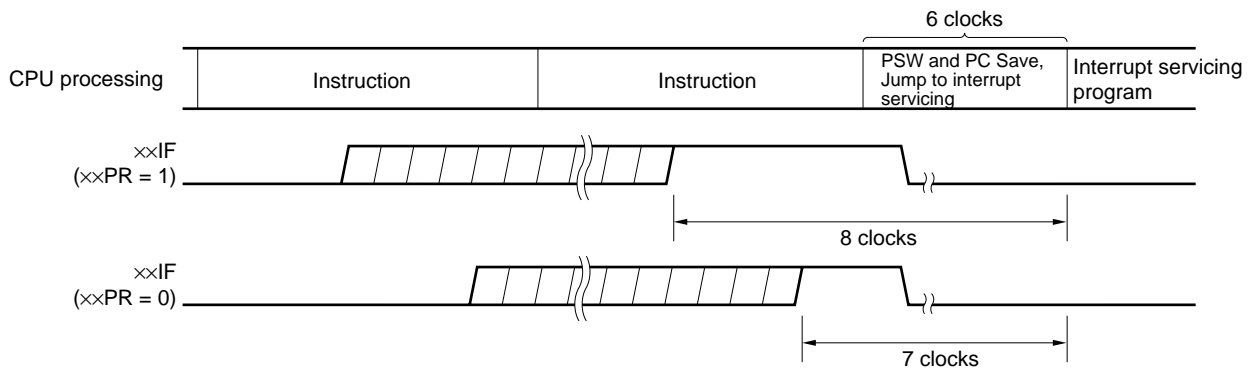 6 clocks
CPU processing
Instruction
Instruction
PSW and PC Save,
Jump to interrupt
servicing
Interrupt servicing
program
××IF
(××PR = 1)
8 clocks
××IF
(××PR = 0)
7 clocks